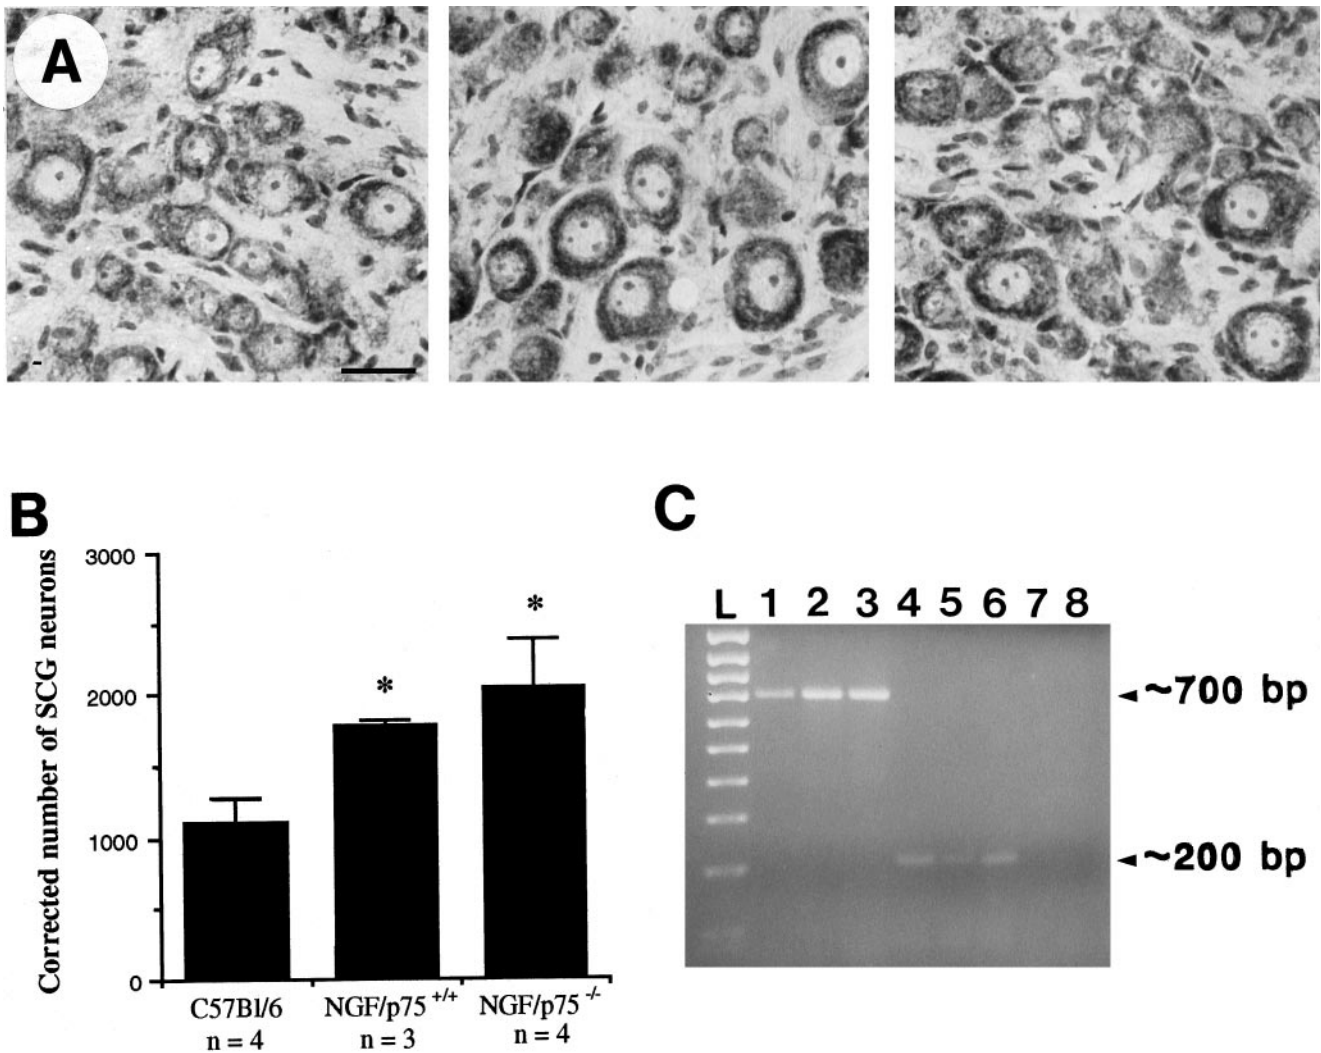 A
B
Corrected number of SCG neurons
3000
2000
1000
0
*
*
C57Bl/6
n = 4
NGF/p75 +/+
n = 3
NGF/p75 -/-
n = 4
C
L 1 2 3 4 5 6 7 8
~700 bp
~200 bp